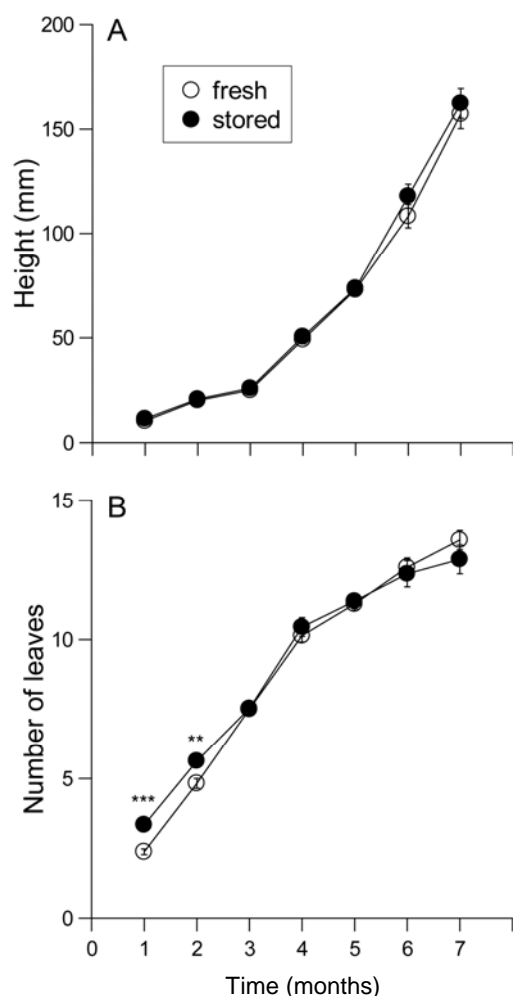 A
200
150
100
50
0
Height (mm)
fresh
stored
B
15
10
5
0
Number of leaves
***
**
0 1 2 3 4 5 6 7
Time (months)